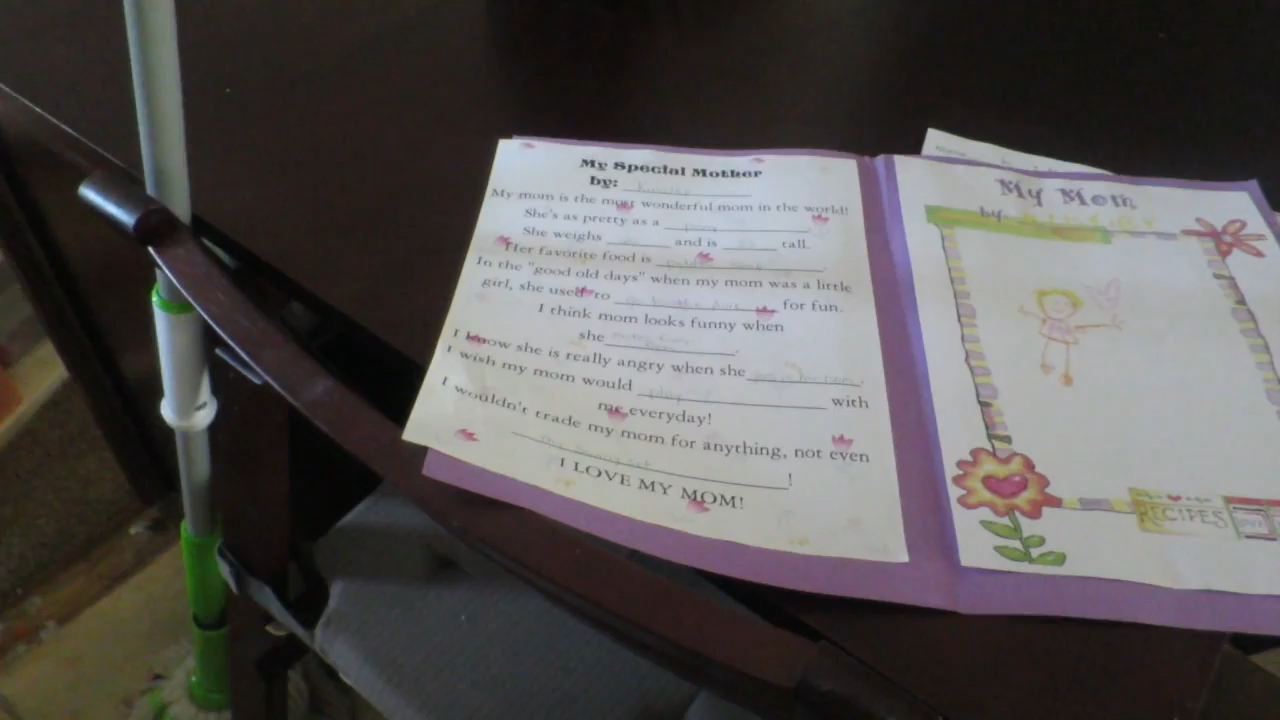 My Special Mother
by:
My mom is the most wonderful mom in the world!
She's as pretty as a
She weighs and is tall.
Her favorite food is
In the "good old days" when my mom was a little
girl, she used to for fun.
I think mom looks funny when
she .
I know she is really angry when she .
I wish my mom would play with
me everyday!
I wouldn't trade my mom for anything, not even
!
I LOVE MY MOM!
My Mom
by
RECIPES